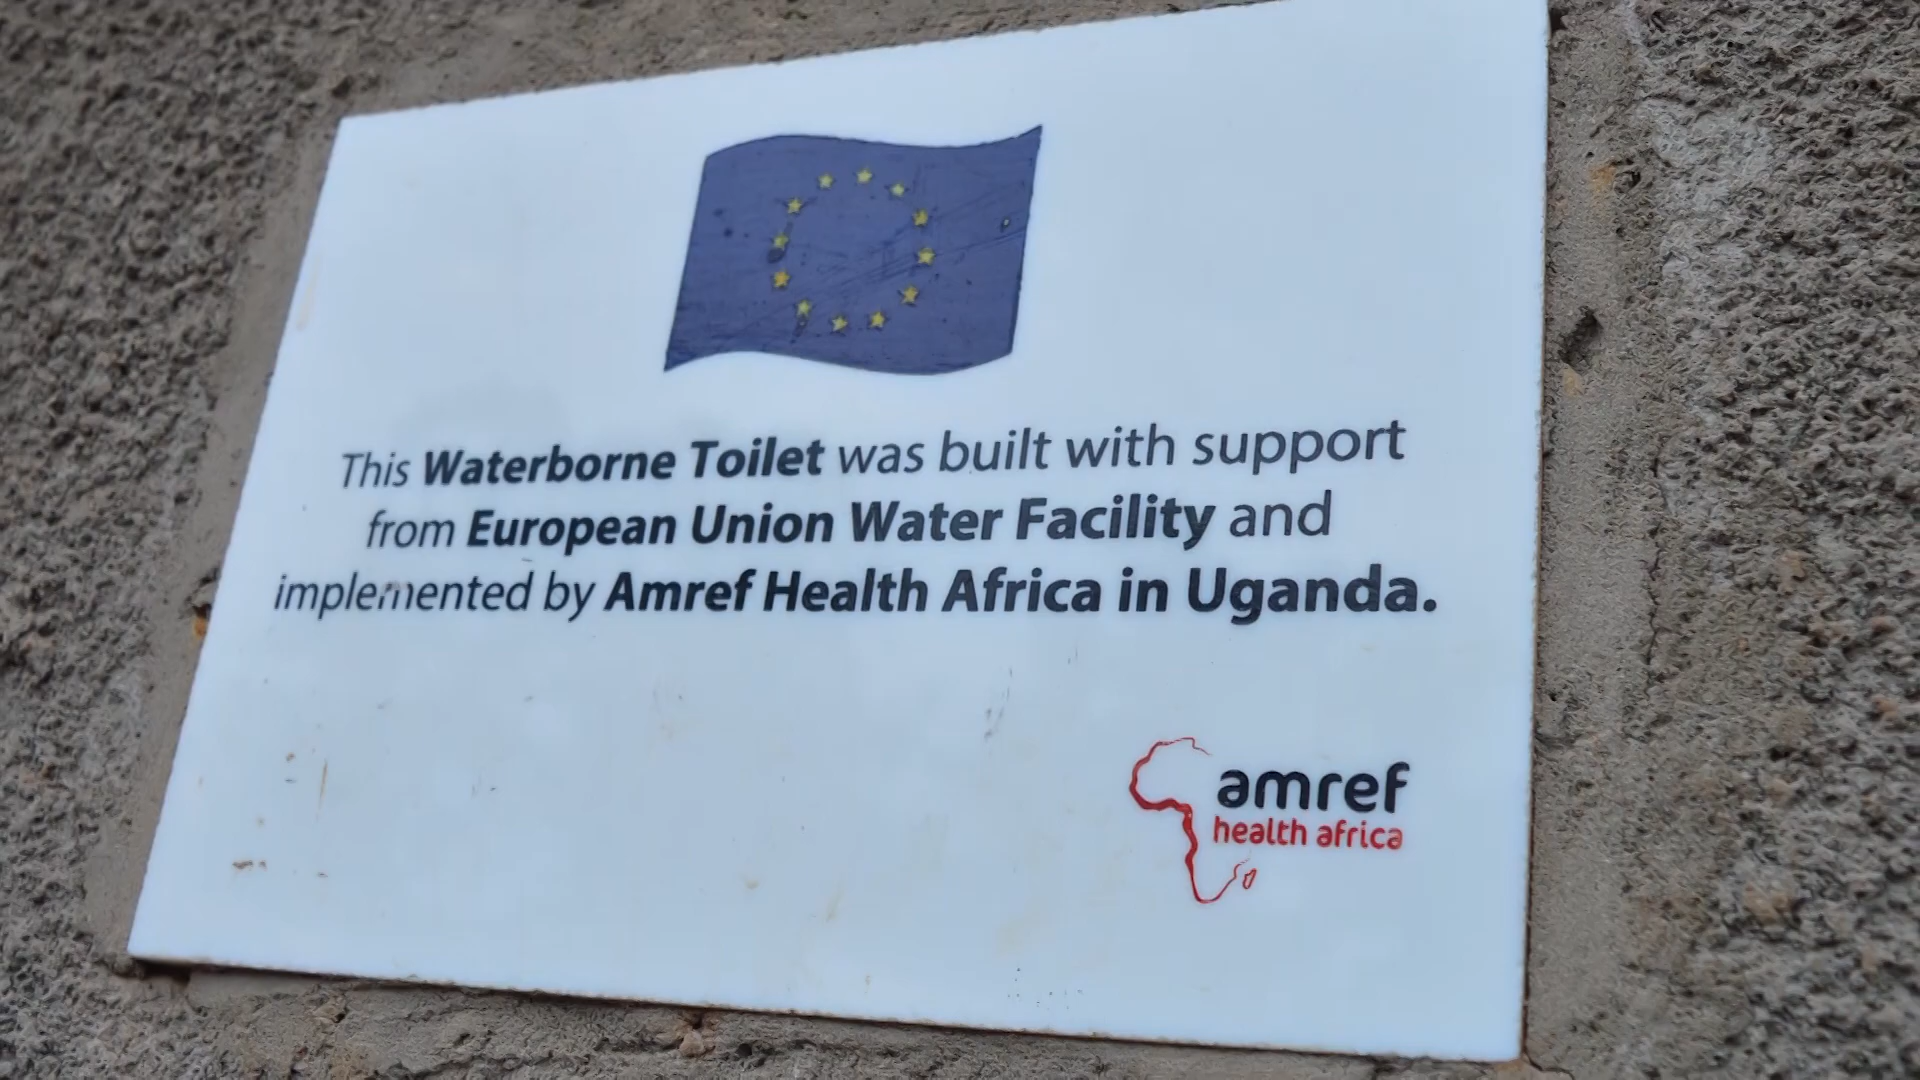 This Waterborne Toilet was built with support
from European Union Water Facility and
implemented by Amref Health Africa in Uganda.
amref
health africa